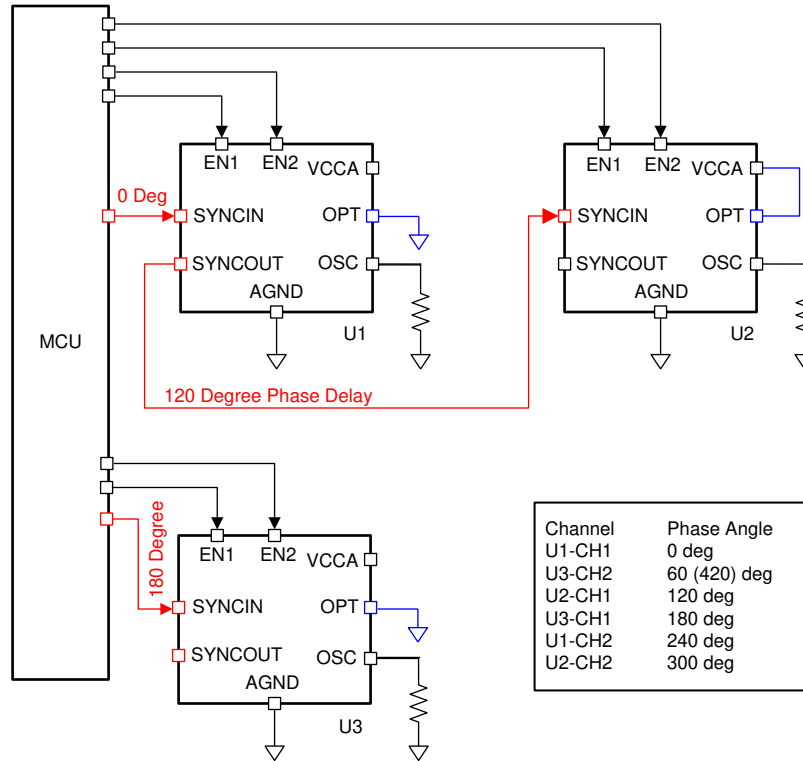 EN1 EN2
VCCA
0 Deg
SYNCIN
OPT
SYNCOUT
OSC
AGND
U1
EN1 EN2
VCCA
SYNCIN
OPT
SYNCOUT
OSC
AGND
U2
MCU
120 Degree Phase Delay
180 Degree
EN1 EN2
VCCA
SYNCIN
OPT
SYNCOUT
OSC
AGND
U3
Channel Phase Angle
U1-CH1 0 deg
U3-CH2 60 (420) deg
U2-CH1 120 deg
U3-CH1 180 deg
U1-CH2 240 deg
U2-CH2 300 deg